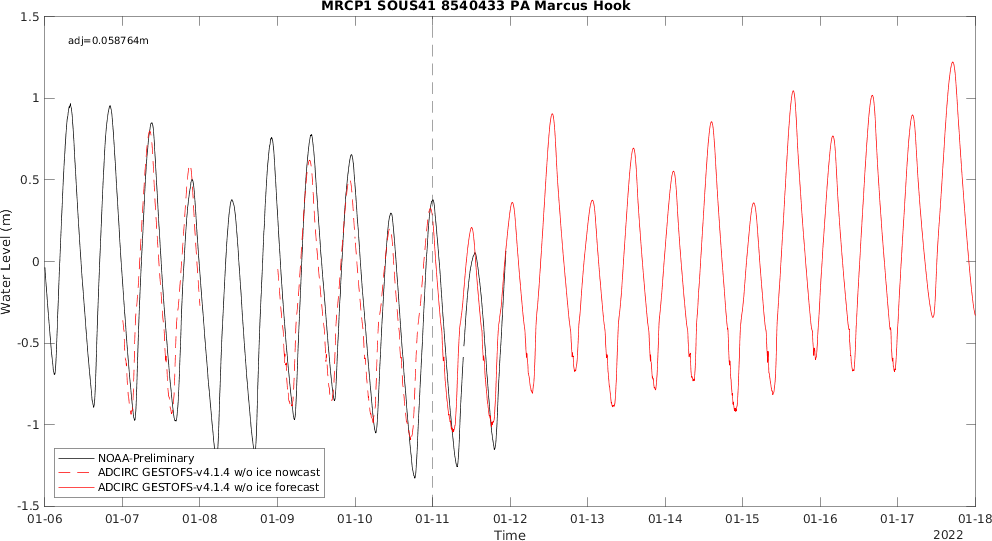 MRCP1 SOUS41 8540433 PA Marcus Hook
adj=0.058764m
1.5
1
0.5
0
-0.5
-1
-1.5
Water Level (m)
NOAA-Preliminary
ADCIRC GESTOFS-v4.1.4 w/o ice nowcast
ADCIRC GESTOFS-v4.1.4 w/o ice forecast
01-06 01-07 01-08 01-09 01-10 01-11 01-12 01-13 01-14 01-15 01-16 01-17 01-18
Time
2022